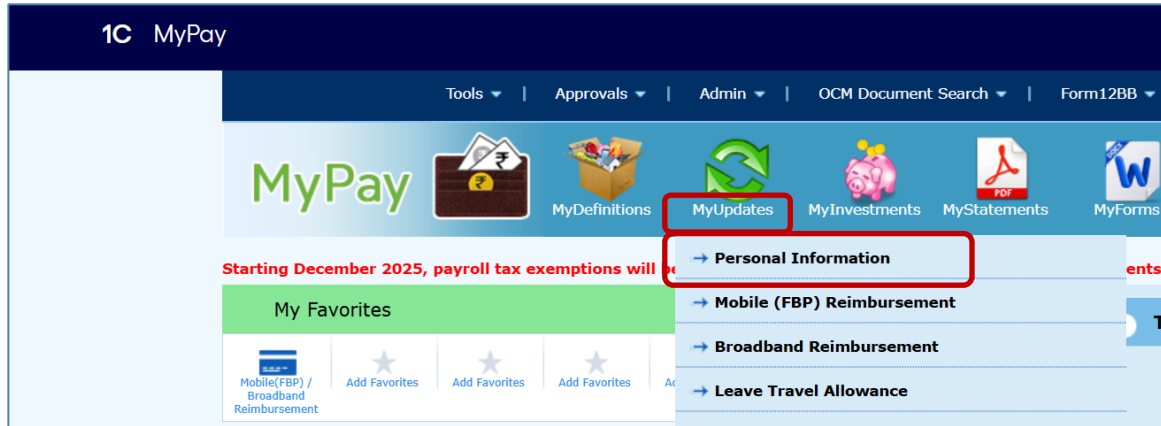 1C MyPay
Tools | Approvals | Admin | OCM Document Search | Form12BB
MyPay
MyDefinitions MyUpdates MyInvestments MyStatements MyForms
PDF
DOCX
W
Starting December 2025, payroll tax exemptions will be
ents
Personal Information
My Favorites
Mobile (FBP) Reimbursement
T
Broadband Reimbursement
Mobile(FBP) /
Broadband
Reimbursement
Add Favorites Add Favorites Add Favorites
Leave Travel Allowance